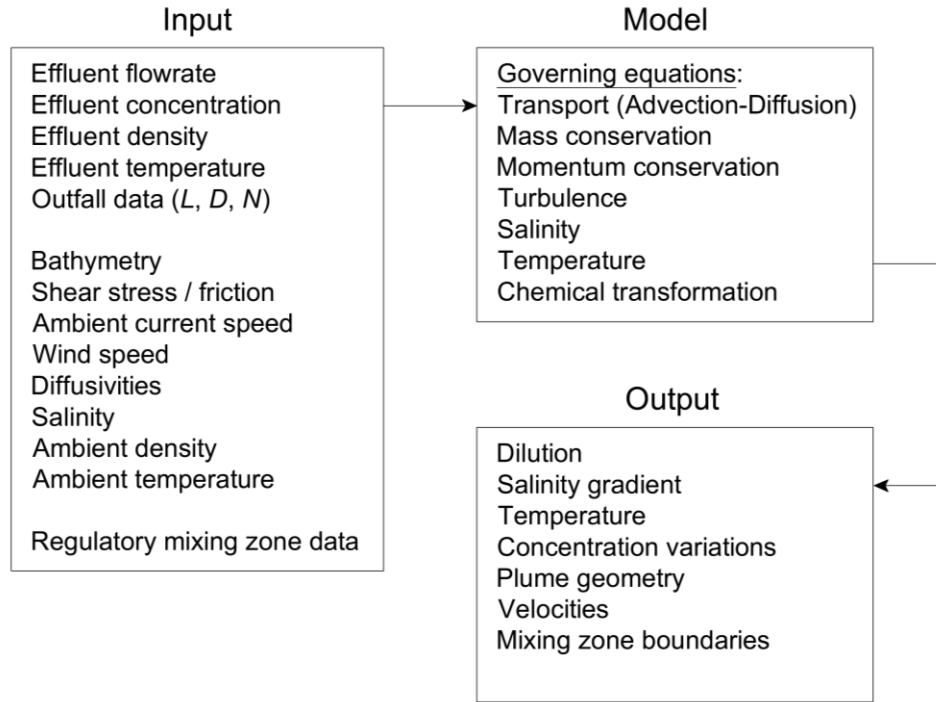 Input
Effluent flowrate
Effluent concentration
Effluent density
Effluent temperature
Outfall data (L, D, N)
Bathymetry
Shear stress / friction
Ambient current speed
Wind speed
Diffusivities
Salinity
Ambient density
Ambient temperature
Regulatory mixing zone data
Model
Governing equations:
Transport (Advection-Diffusion)
Mass conservation
Momentum conservation
Turbulence
Salinity
Temperature
Chemical transformation
Output
Dilution
Salinity gradient
Temperature
Concentration variations
Plume geometry
Velocities
Mixing zone boundaries